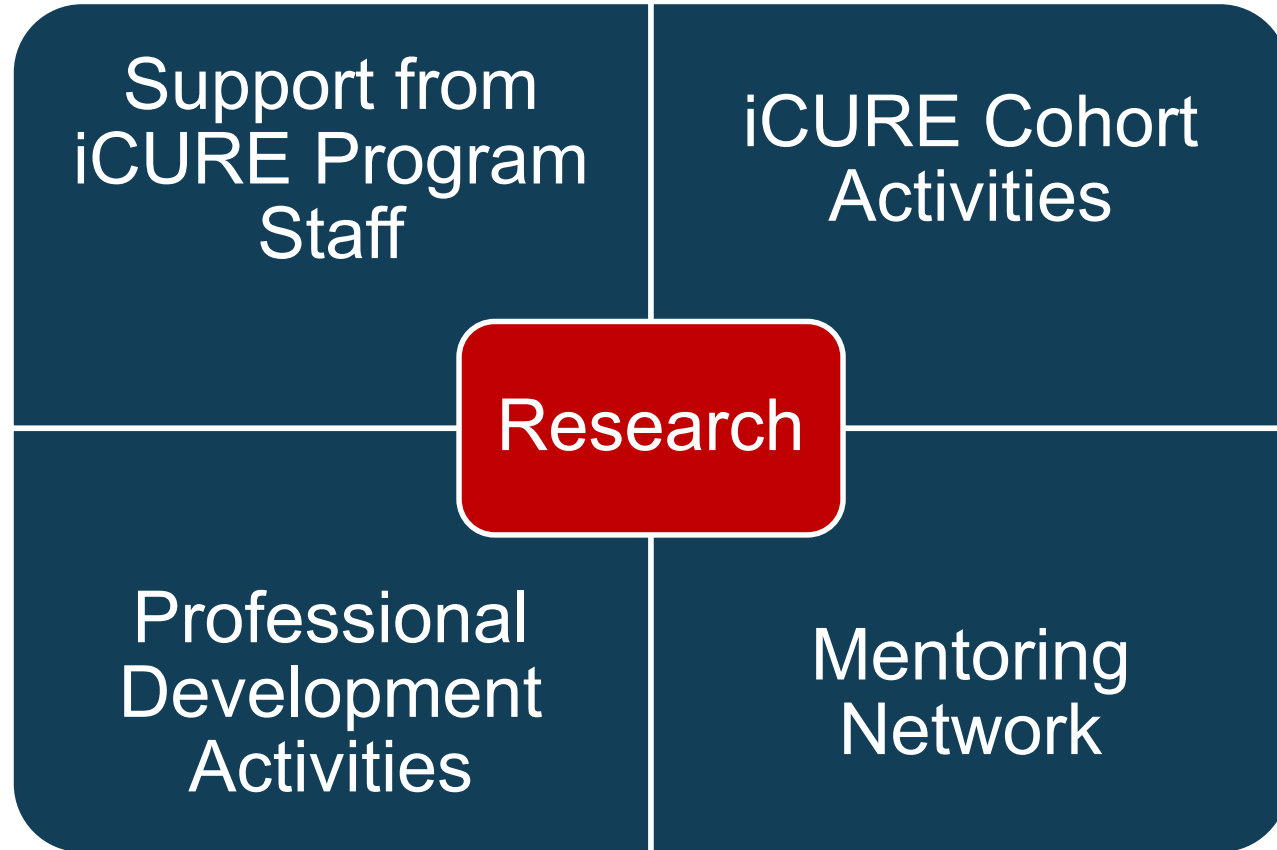 Support from
iCURE Program
Staff
iCURE Cohort
Activities
Research
Professional
Development
Activities
Mentoring
Network